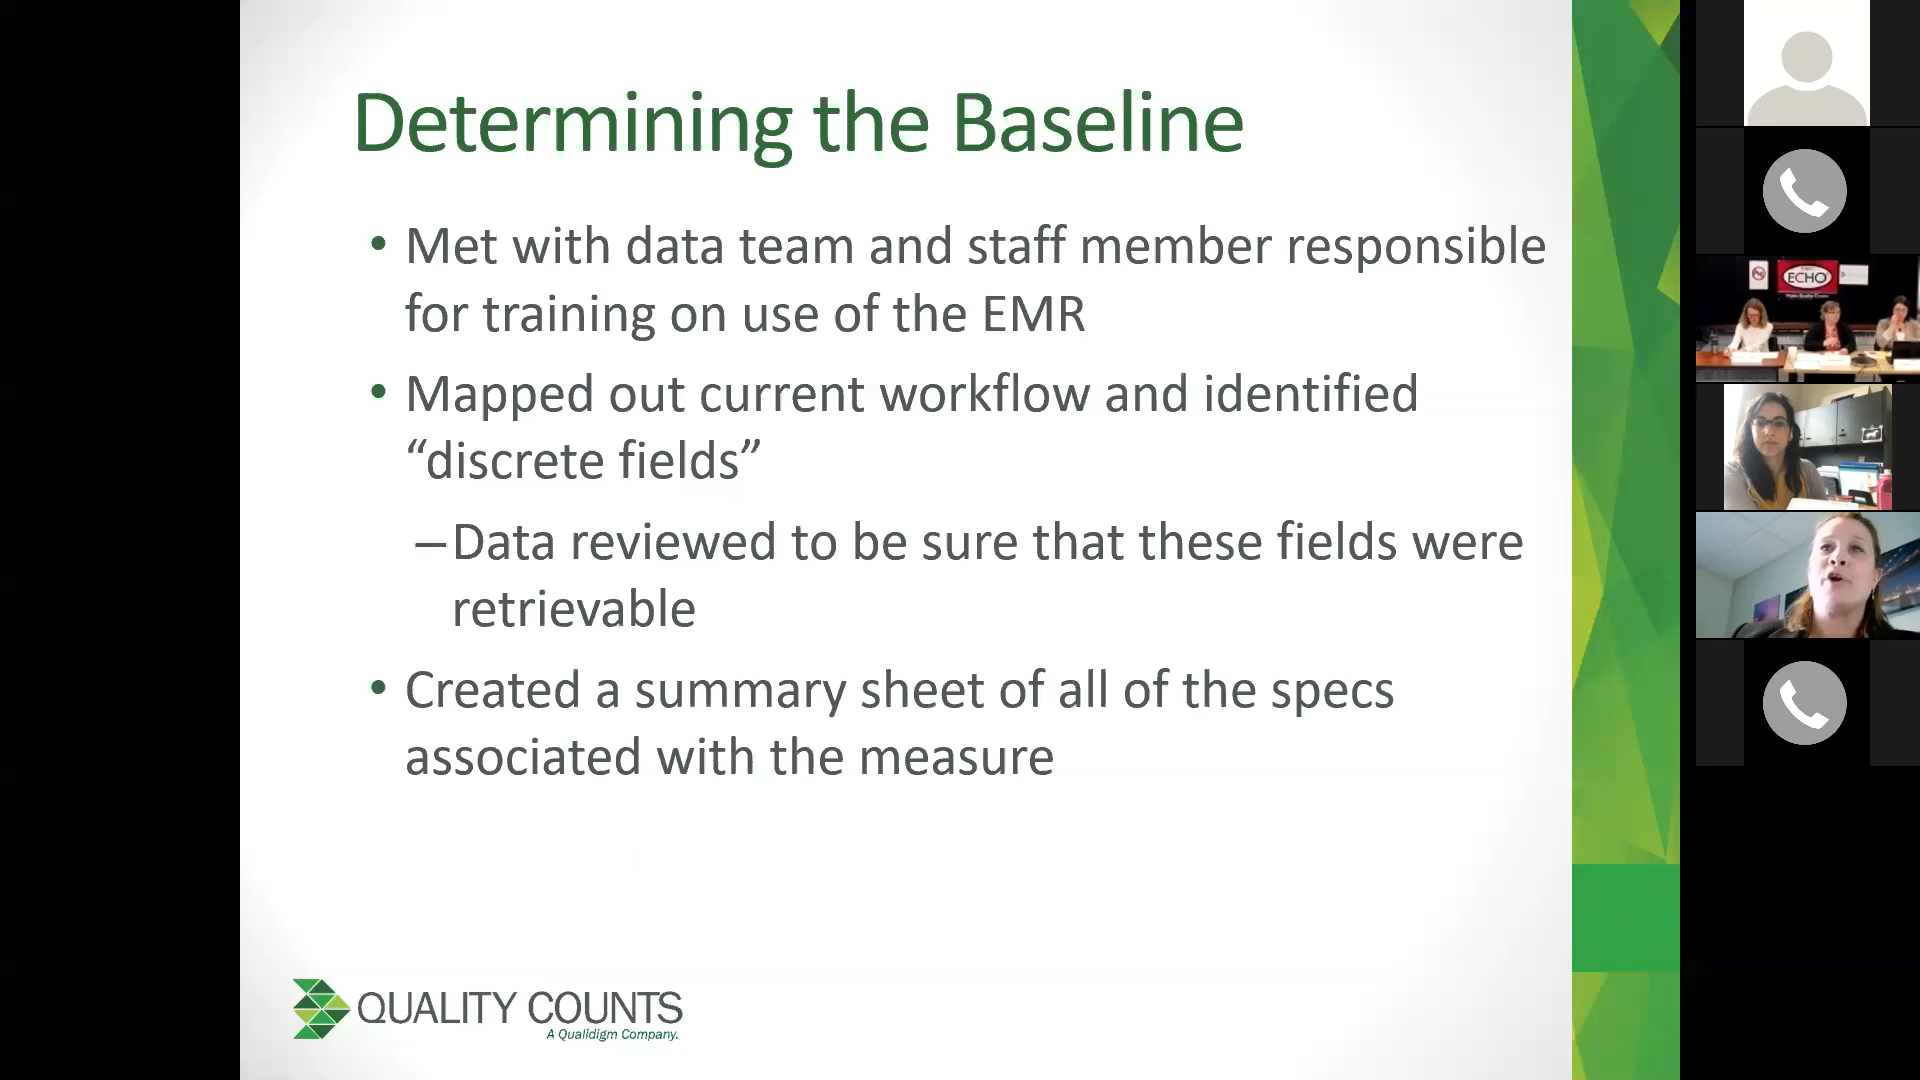 Determining the Baseline
• Met with data team and staff member responsible
for training on use of the EMR
• Mapped out current workflow and identified
“discrete fields”
–Data reviewed to be sure that these fields were
retrievable
• Created a summary sheet of all of the specs
associated with the measure
QUALITY COUNTS
A Qualidigm Company.
ECHO